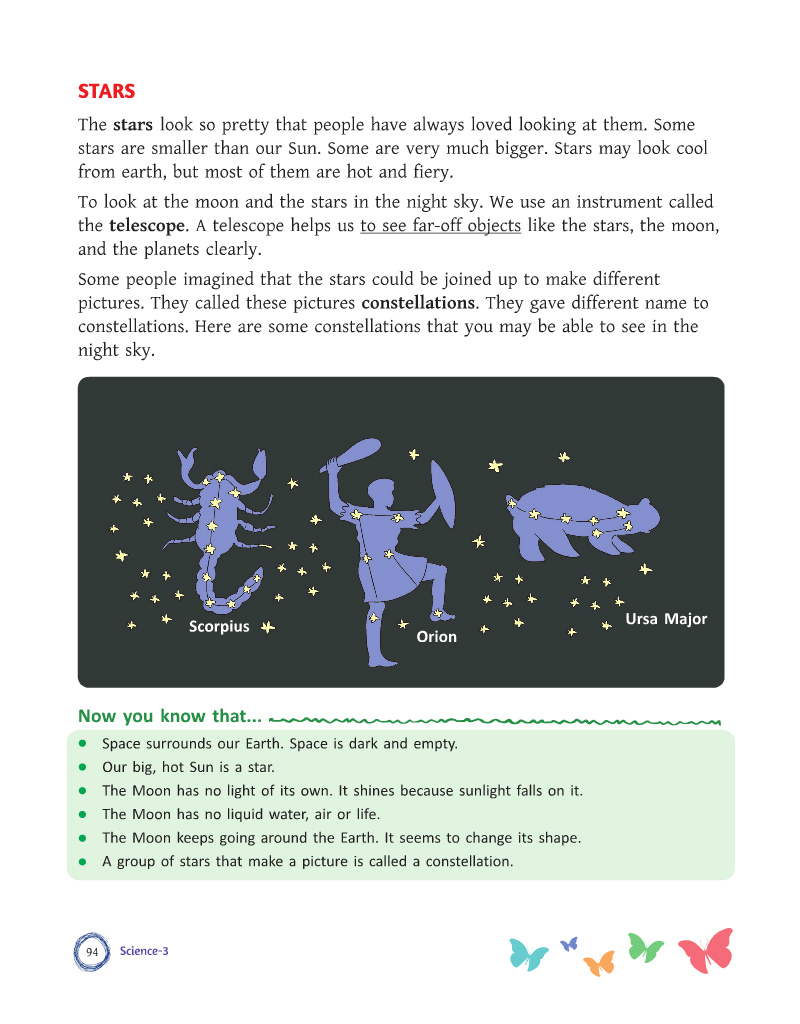 STARS
The stars look so pretty that people have always loved looking at them. Some
stars are smaller than our Sun. Some are very much bigger. Stars may look cool
from earth, but most of them are hot and fiery.
To look at the moon and the stars in the night sky. We use an instrument called
the telescope. A telescope helps us to see far-off objects like the stars, the moon,
and the planets clearly.
Some people imagined that the stars could be joined up to make different
pictures. They called these pictures constellations. They gave different name to
constellations. Here are some constellations that you may be able to see in the
night sky.
Scorpius
Orion
Ursa Major
Now you know that...
● Space surrounds our Earth. Space is dark and empty.
● Our big, hot Sun is a star.
● The Moon has no light of its own. It shines because sunlight falls on it.
● The Moon has no liquid water, air or life.
● The Moon keeps going around the Earth. It seems to change its shape.
● A group of stars that make a picture is called a constellation.
94 Science-3